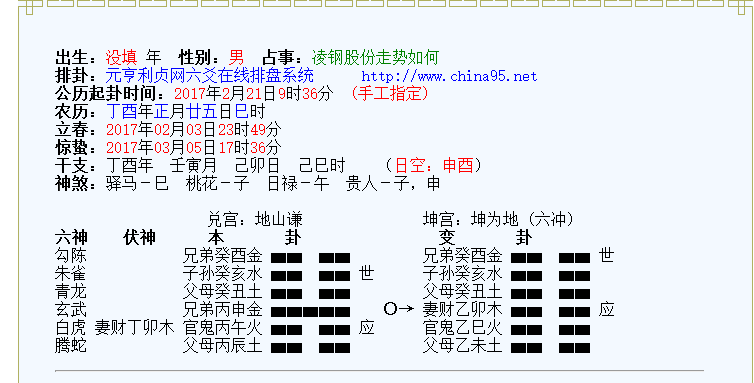 出生：没填 年　性别：男　占事：凌钢股份走势如何
排卦：元亨利贞网六爻在线排盘系统　　　http://www.china95.net
公历起卦时间：2017年2月21日9时36分　（手工指定）
农历：丁酉年正月廿五日巳时
立春：2017年02月03日23时49分
惊蛰：2017年03月05日17时36分
干支：丁酉年　壬寅月　己卯日　己巳时　　（日空：申酉）
神煞：驿马－巳　桃花－子　日禄－午　贵人－子，申
兑宫：地山谦　　坤宫：坤为地（六冲）
六神　　伏神　　　本　　　卦　　　变　　　卦
勾陈　　兄弟癸酉金　　兄弟癸酉金　世
朱雀　　子孙癸亥水　世　　子孙癸亥水
青龙　　父母癸丑土　　父母癸丑土
玄武　　兄弟丙申金　O→　妻财乙卯木　应
白虎　妻财丁卯木　官鬼丙午火　应　　官鬼乙巳火
腾蛇　　父母丙辰土　　父母乙未土